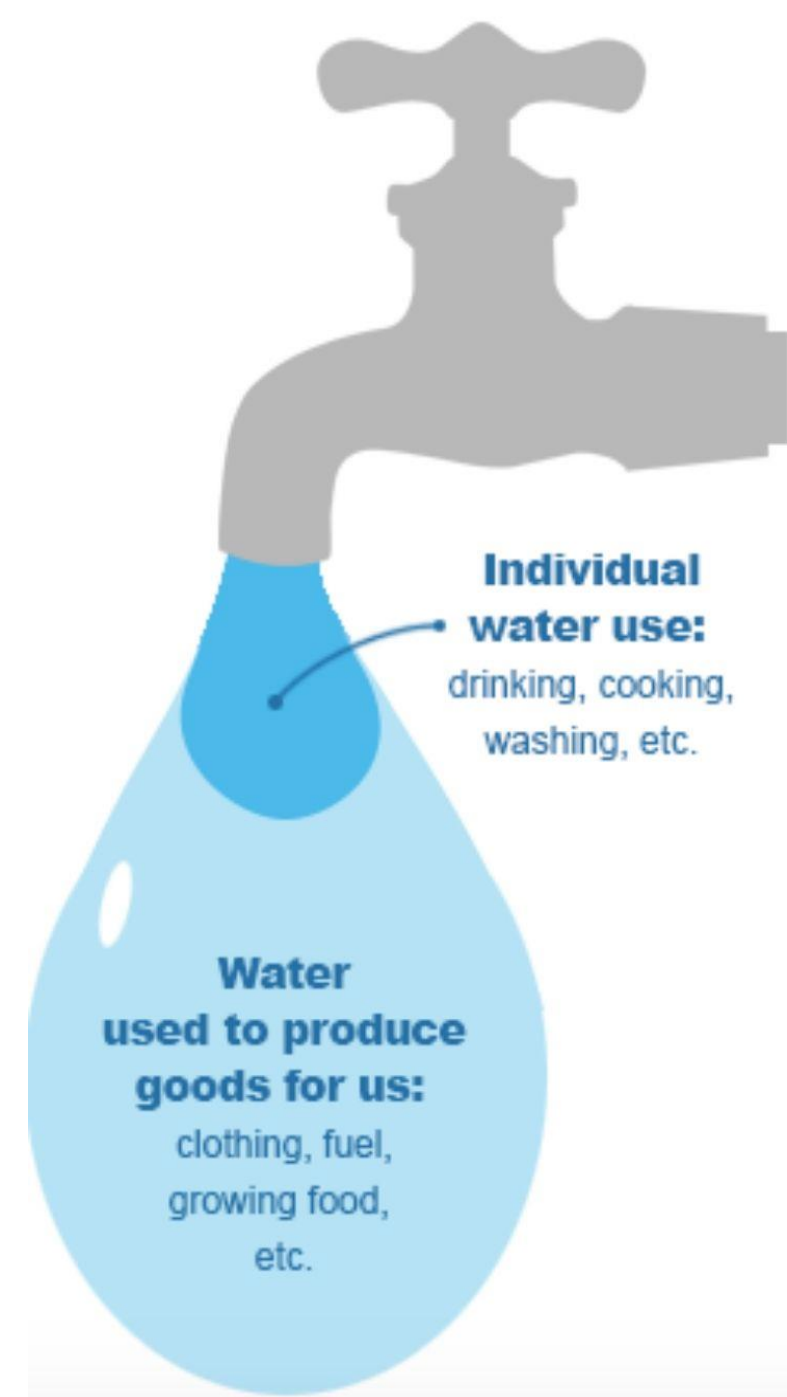 Individual
water use:
drinking, cooking,
washing, etc.
Water
used to produce
goods for us:
clothing, fuel,
growing food,
etc.